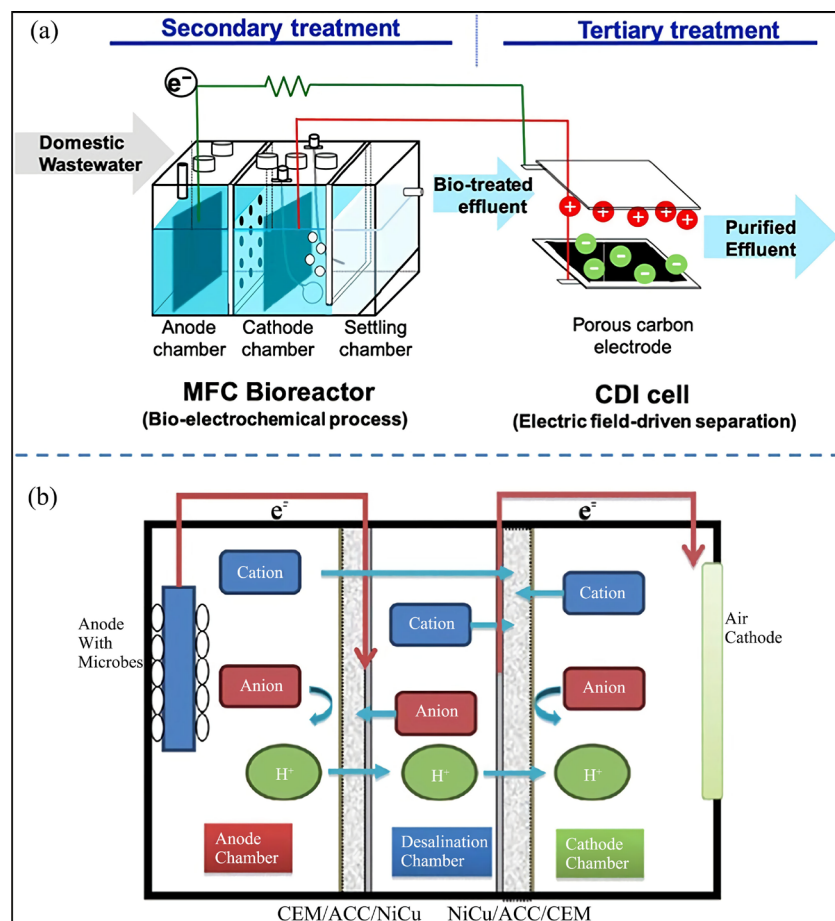 (a)
Secondary treatment
Tertiary treatment
e⁻
Domestic
Wastewater
Bio-treated
effluent
Purified
Effluent
+ + + + +
− − − − −
Anode
chamber
Cathode
chamber
Settling
chamber
Porous carbon
electrode
MFC Bioreactor
(Bio-electrochemical process)
CDI cell
(Electric field-driven separation)
(b)
e⁻
e⁻
Cation
Cation
Cation
Anode
With
Microbes
Air
Cathode
Anion
Anion
Anion
H⁺
H⁺
H⁺
Anode
Chamber
Desalination
Chamber
Cathode
Chamber
CEM/ACC/NiCu
NiCu/ACC/CEM